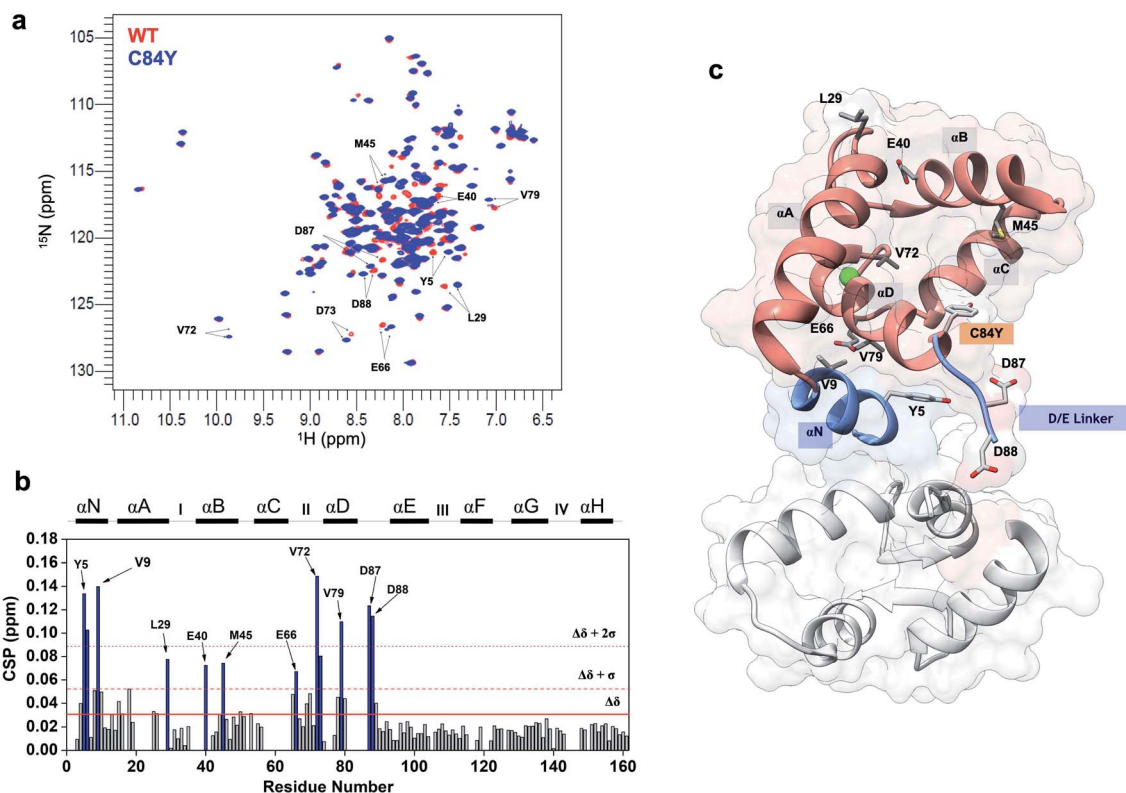 a
WT
C84Y
105
110
115
120
125
130
¹⁵N (ppm)
M45
E40
V79
D87
Y5
D88
L29
D73
V72
E66
11.0 10.5 10.0 9.5 9.0 8.5 8.0 7.5 7.0 6.5
¹H (ppm)
b
αN αA I αB αC II αD αE III αF αG IV αH
0.18
0.16
0.14
0.12
0.10
0.08
0.06
0.04
0.02
0.00
CSP (ppm)
Y5
V9
L29
E40
M45
E66
V72
V79
D87
D88
Δδ + 2σ
Δδ + σ
Δδ
0 20 40 60 80 100 120 140 160
Residue Number
c
L29
E40
αB
αA
M45
V72
αC
αD
E66
C84Y
V79
D87
V9
Y5
D/E Linker
αN
D88